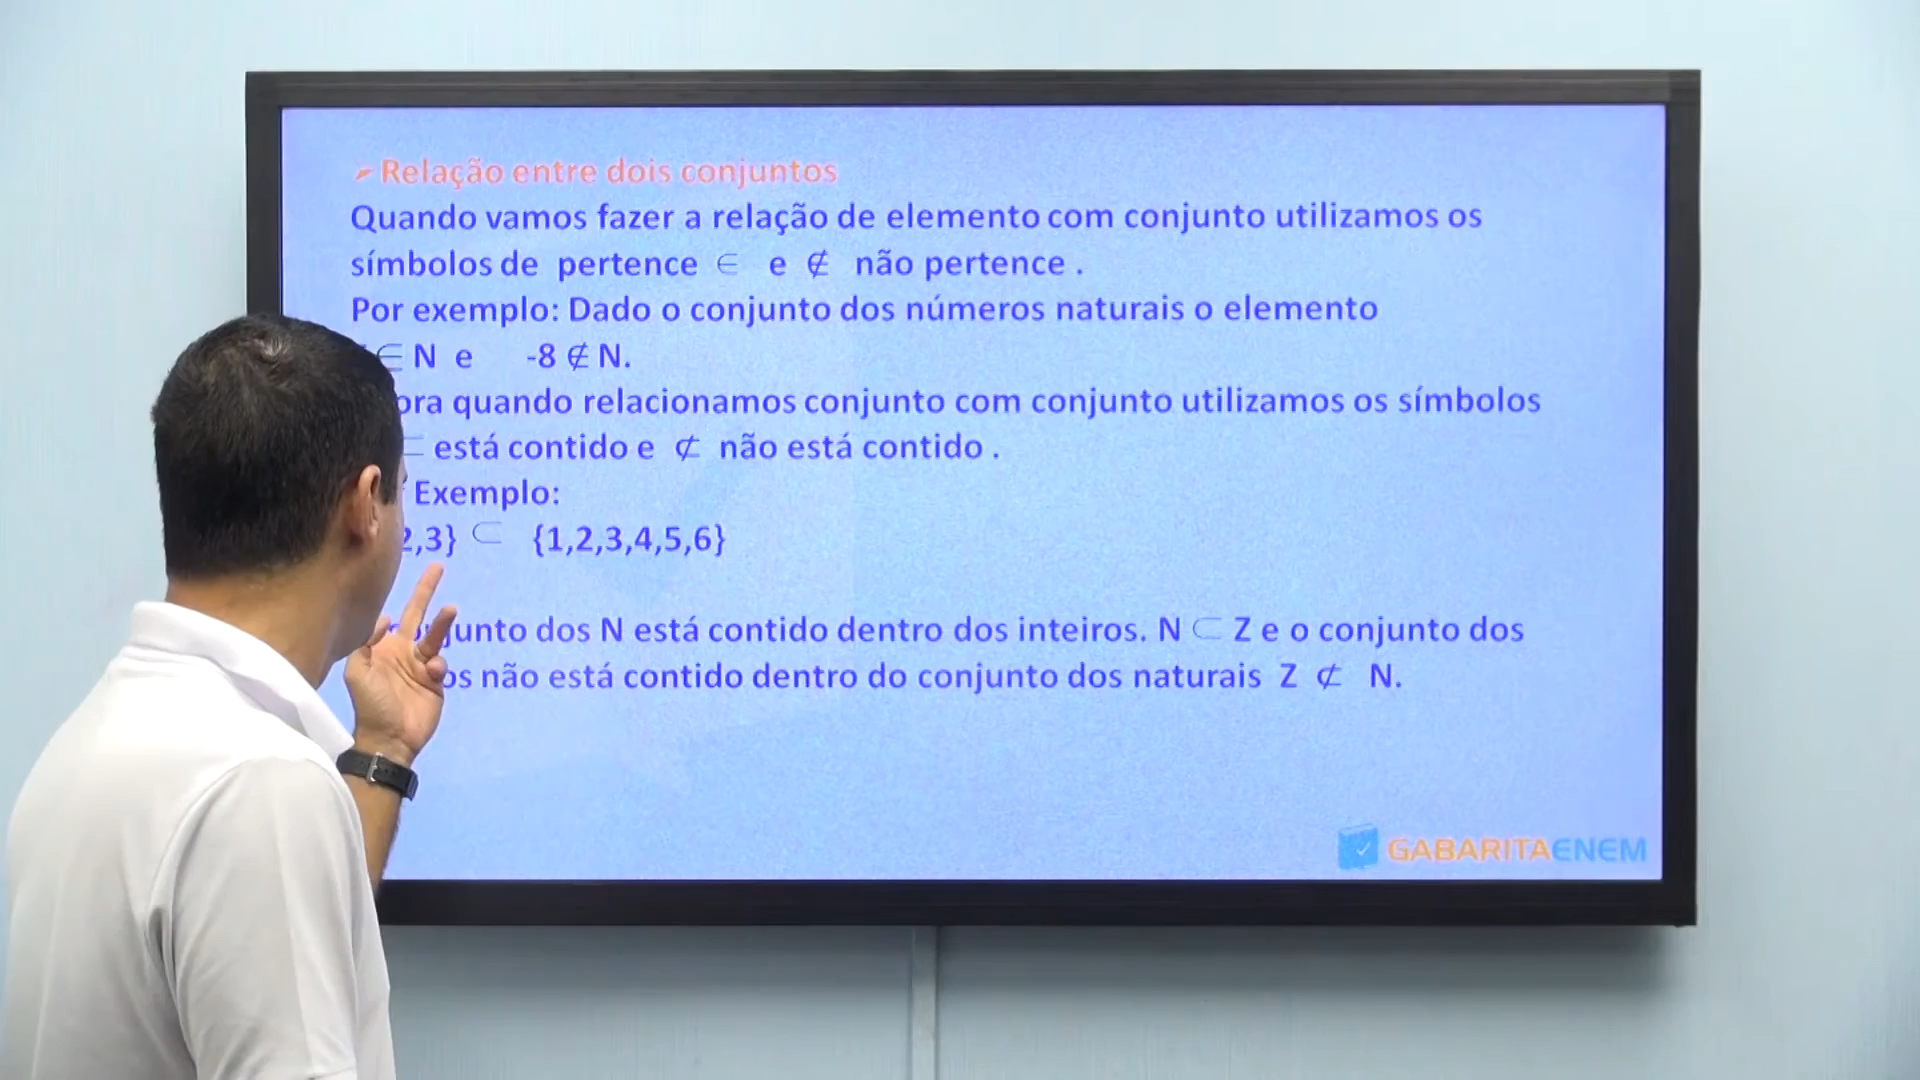 Relação entre dois conjuntos
Quando vamos fazer a relação de elemento com conjunto utilizamos os
símbolos de pertence ∈ e ∉ não pertence .
Por exemplo: Dado o conjunto dos números naturais o elemento
∈ N e -8 ∉ N.
quando relacionamos conjunto com conjunto utilizamos os símbolos
⊂ está contido e ⊄ não está contido .
Exemplo:
2,3} ⊂ {1,2,3,4,5,6}
dos N está contido dentro dos inteiros. N ⊂ Z e o conjunto dos
não está contido dentro do conjunto dos naturais Z ⊄ N.
GABARITAENEM